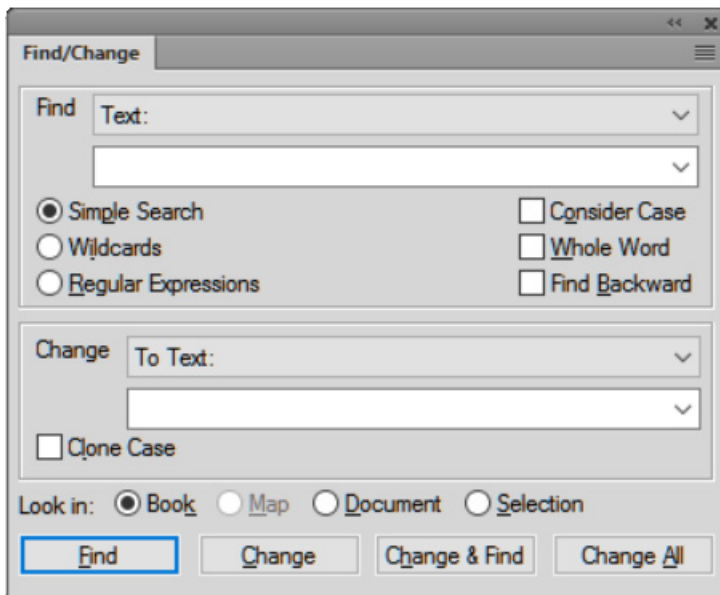 Find/Change
Find Text:
Simple Search Consider Case
Wildcards Whole Word
Regular Expressions Find Backward
Change To Text:
Clone Case
Look in: Book Map Document Selection
Find Change Change & Find Change All